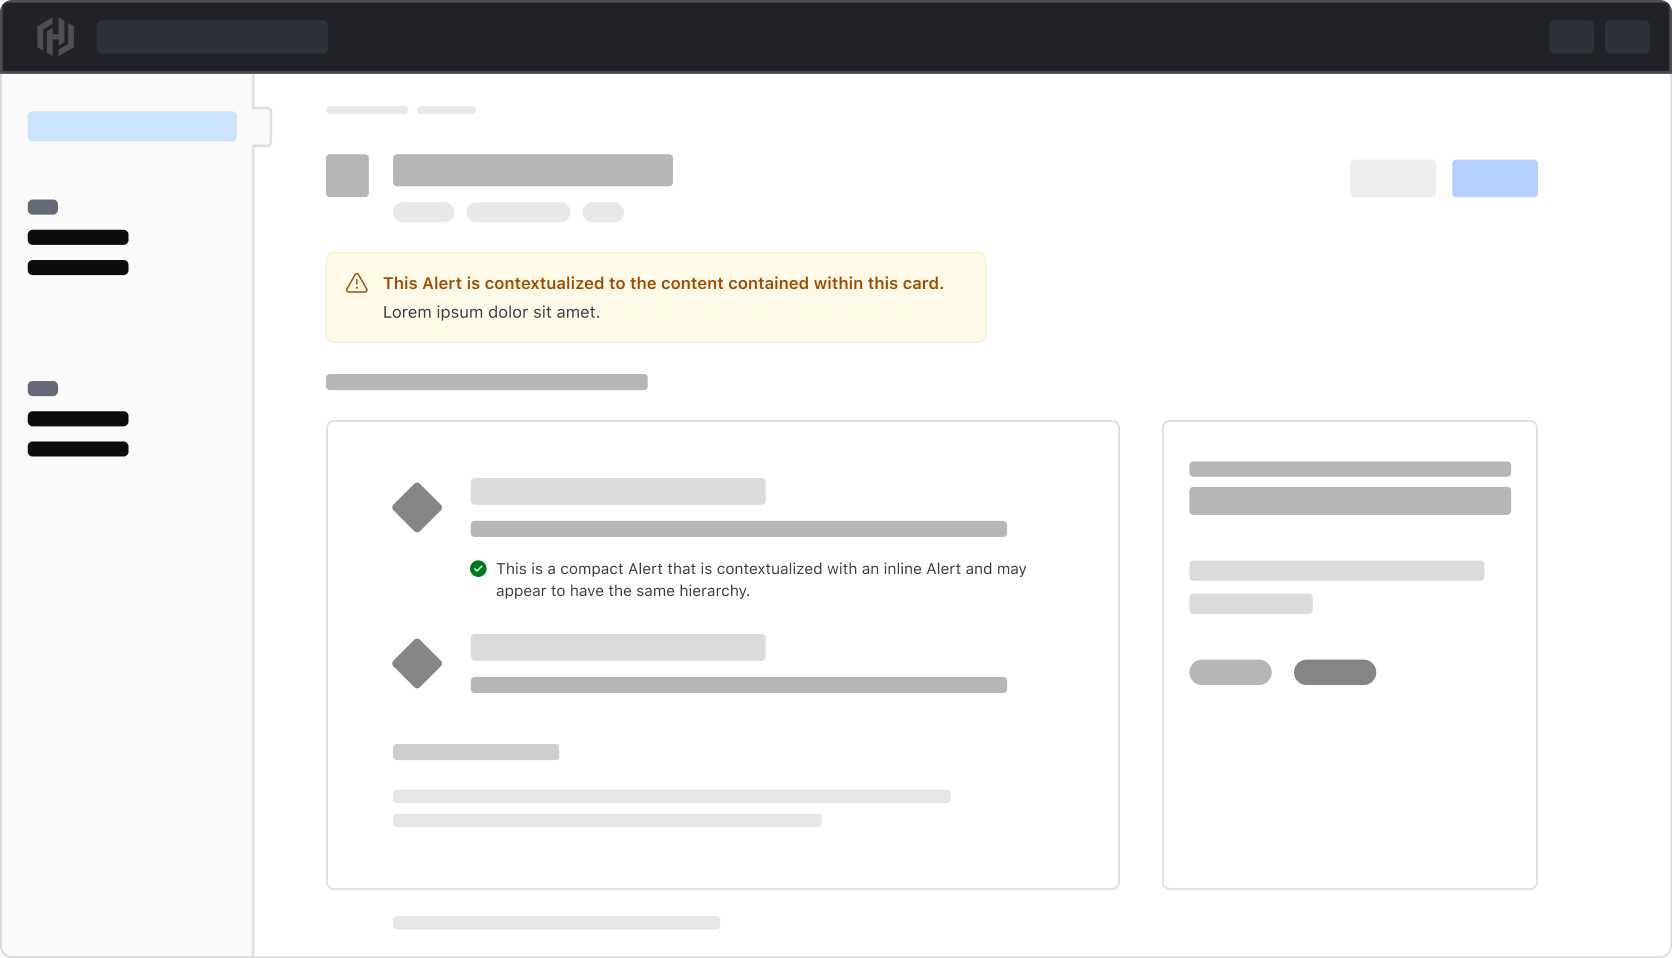 This Alert is contextualized to the content contained within this card.
Lorem ipsum dolor sit amet.
This is a compact Alert that is contextualized with an inline Alert and may
appear to have the same hierarchy.